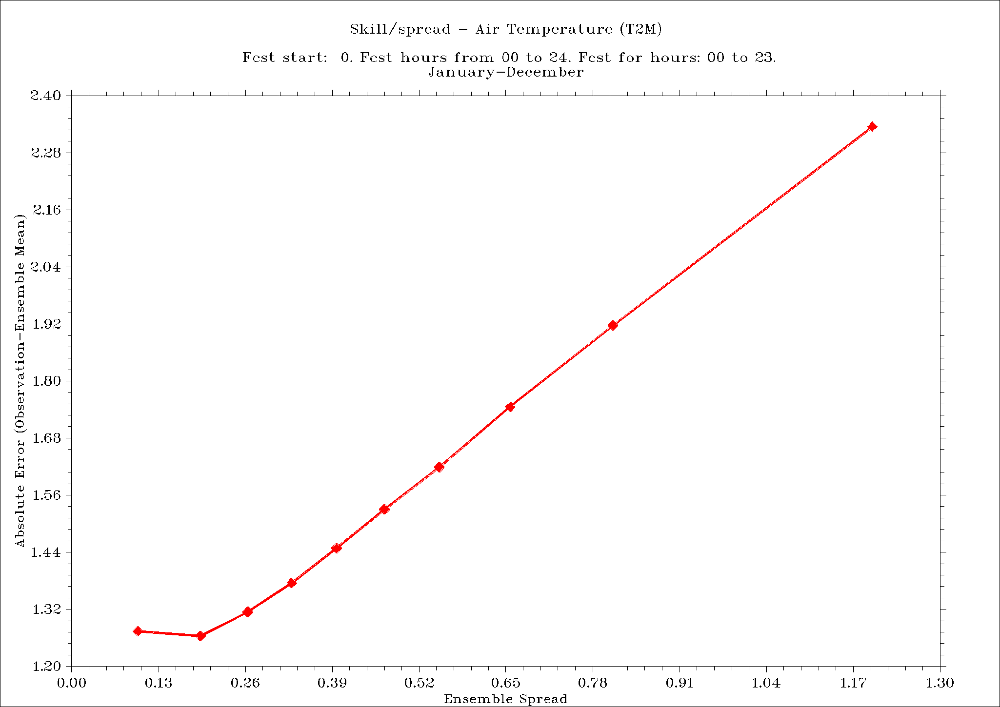 Skill/spread - Air Temperature (T2M)
Fcst start:  0. Fcst hours from 00 to 24. Fcst for hours: 00 to 23.
January-December
Absolute Error (Observation-Ensemble Mean)
2.40
2.28
2.16
2.04
1.92
1.80
1.68
1.56
1.44
1.32
1.20
0.00 0.13 0.26 0.39 0.52 0.65 0.78 0.91 1.04 1.17 1.30
Ensemble Spread